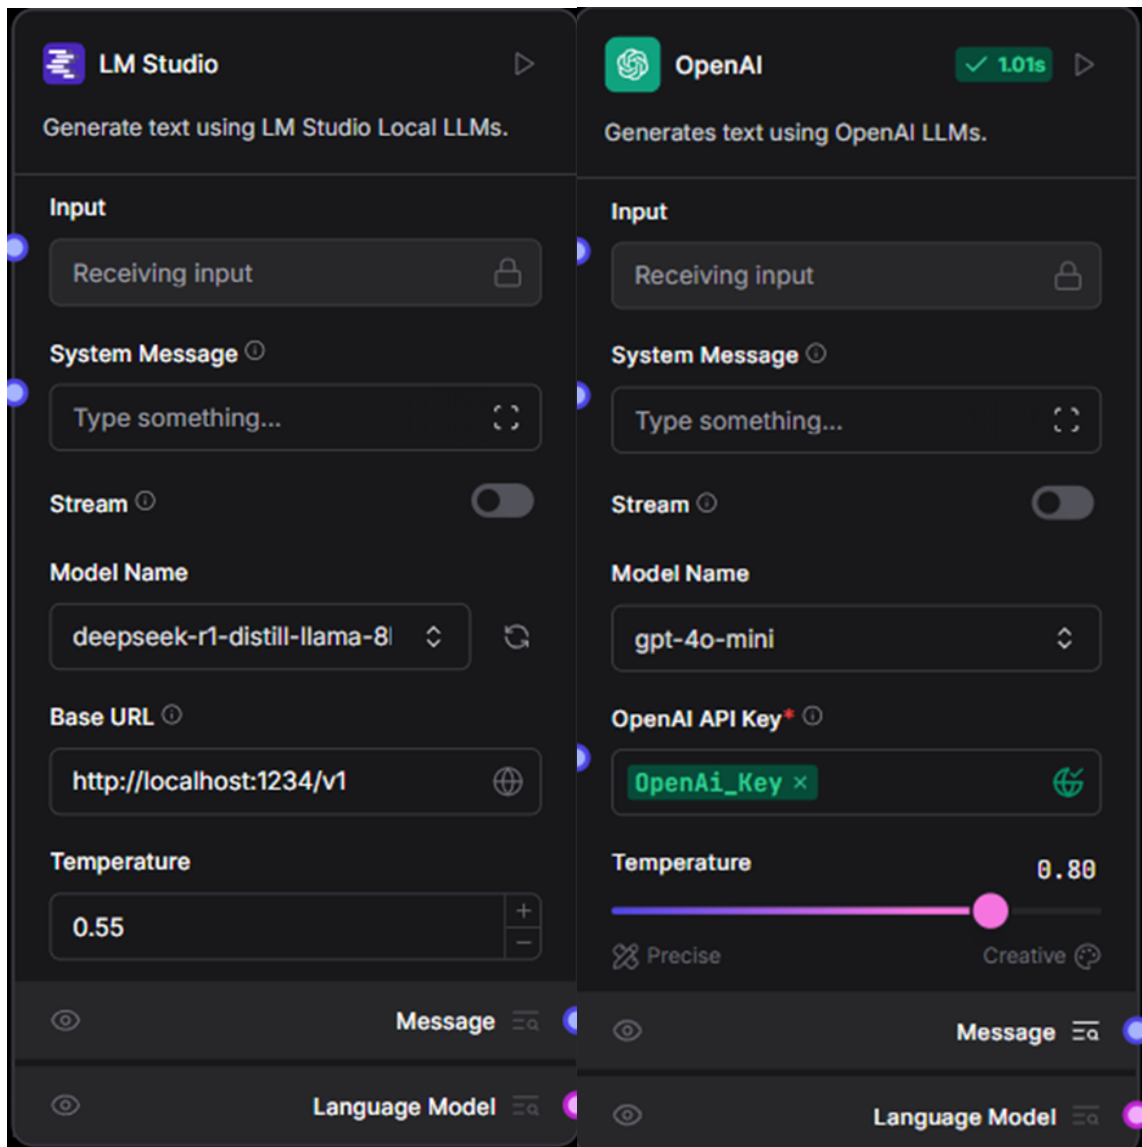 LM Studio
Generate text using LM Studio Local LLMs.
Input
Receiving input
System Message
Type something...
Stream
Model Name
deepseek-r1-distill-llama-8
Base URL
http://localhost:1234/v1
Temperature
0.55
Message
Language Model
OpenAI
1.01s
Generates text using OpenAI LLMs.
Input
Receiving input
System Message
Type something...
Stream
Model Name
gpt-4o-mini
OpenAI API Key*
OpenAi_Key ×
Temperature
0.80
Precise
Creative
Message
Language Model